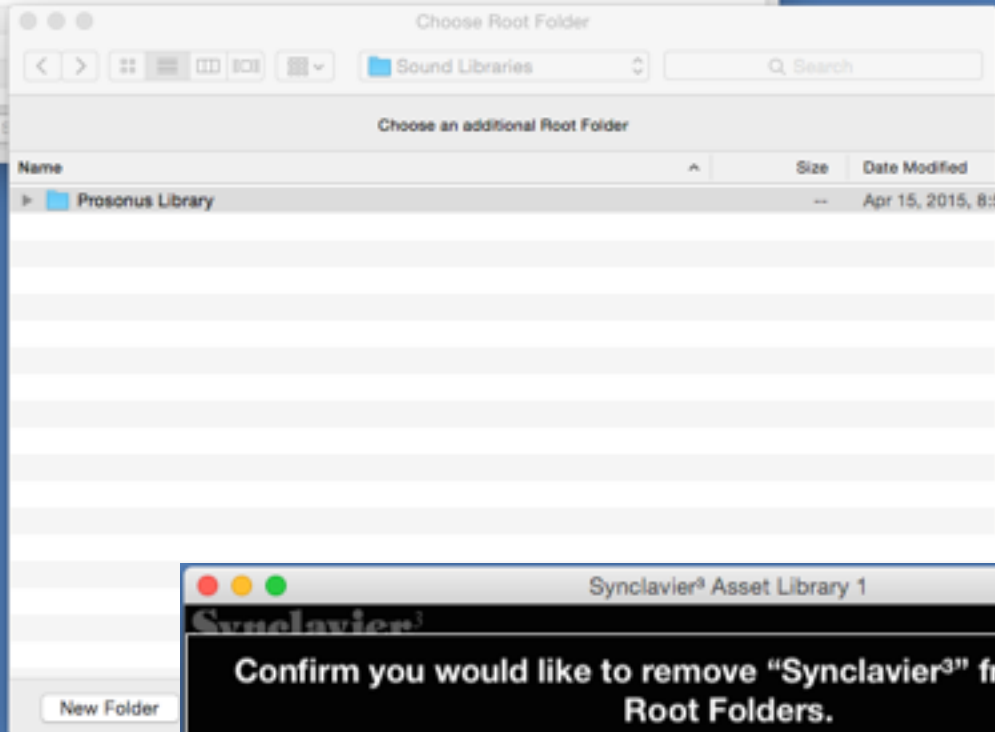 Choose Root Folder
Sound Libraries
Search
Choose an additional Root Folder
Name Size Date Modified
Prosonus Library -- Apr 15, 2015, 8:
Synclavier³ Asset Library 1
Synclavier³
Confirm you would like to remove “Synclavier³” fr
Root Folders.
New Folder